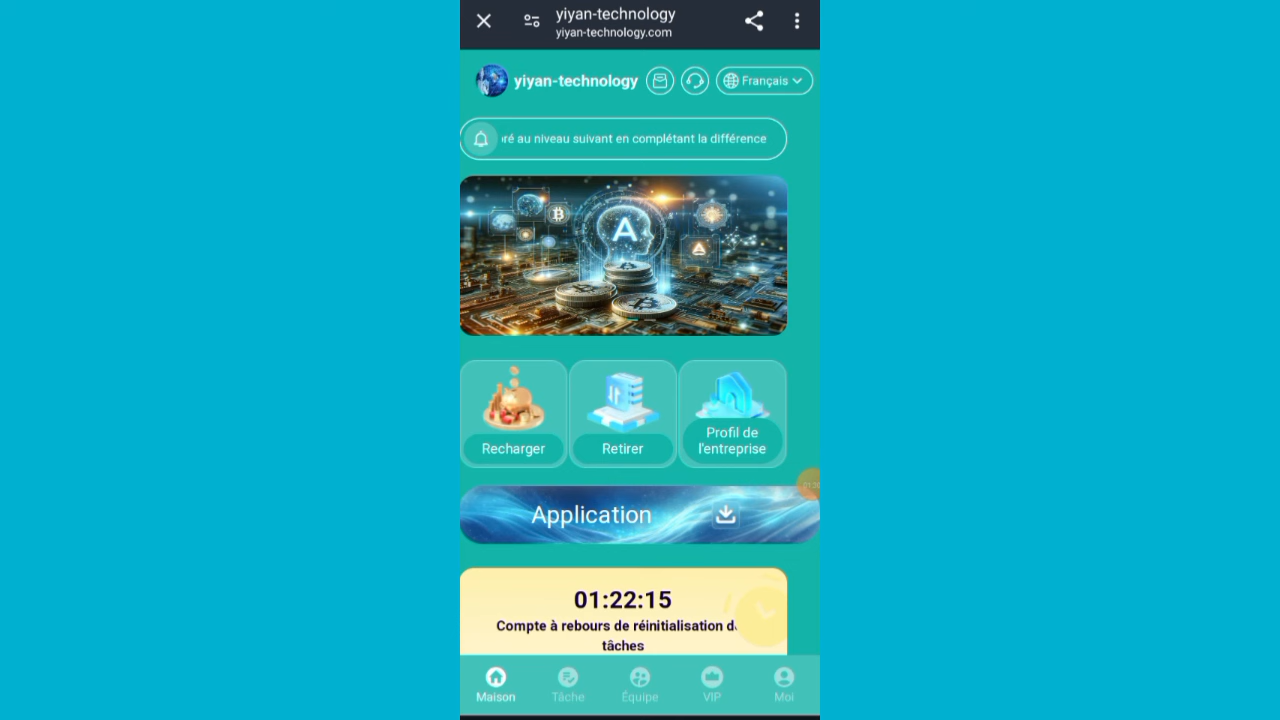 yiyan-technology
yiyan-technology.com
yiyan-technology
Français
ré au niveau suivant en complétant la différence
A
Recharger
Retirer
Profil de
l'entreprise
Application
01:22:15
Compte à rebours de réinitialisation
tâches
Maison
Tâche
Équipe
VIP
Moi